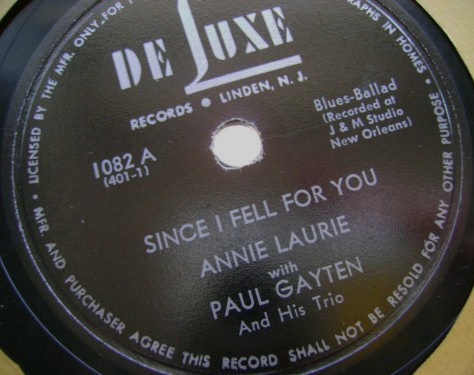 DE LUXE
RECORDS • LINDEN, N. J.
Blues-Ballad
(Recorded at
J & M Studio
New Orleans)
1082 A
(401-1)
SINCE I FELL FOR YOU
ANNIE LAURIE
with
PAUL GAYTEN
And His Trio
• LICENSED BY THE MFR. ONLY FOR
IN HOMES •
MFR. AND PURCHASER AGREE THIS RECORD SHALL NOT BE RESOLD FOR ANY OTHER PURPOSE